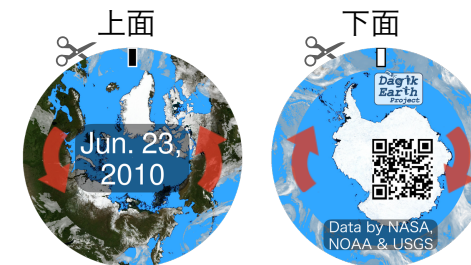 上面
下面
Jun. 23,
2010
Dagik
Earth
Project
Data by NASA,
NOAA & USGS